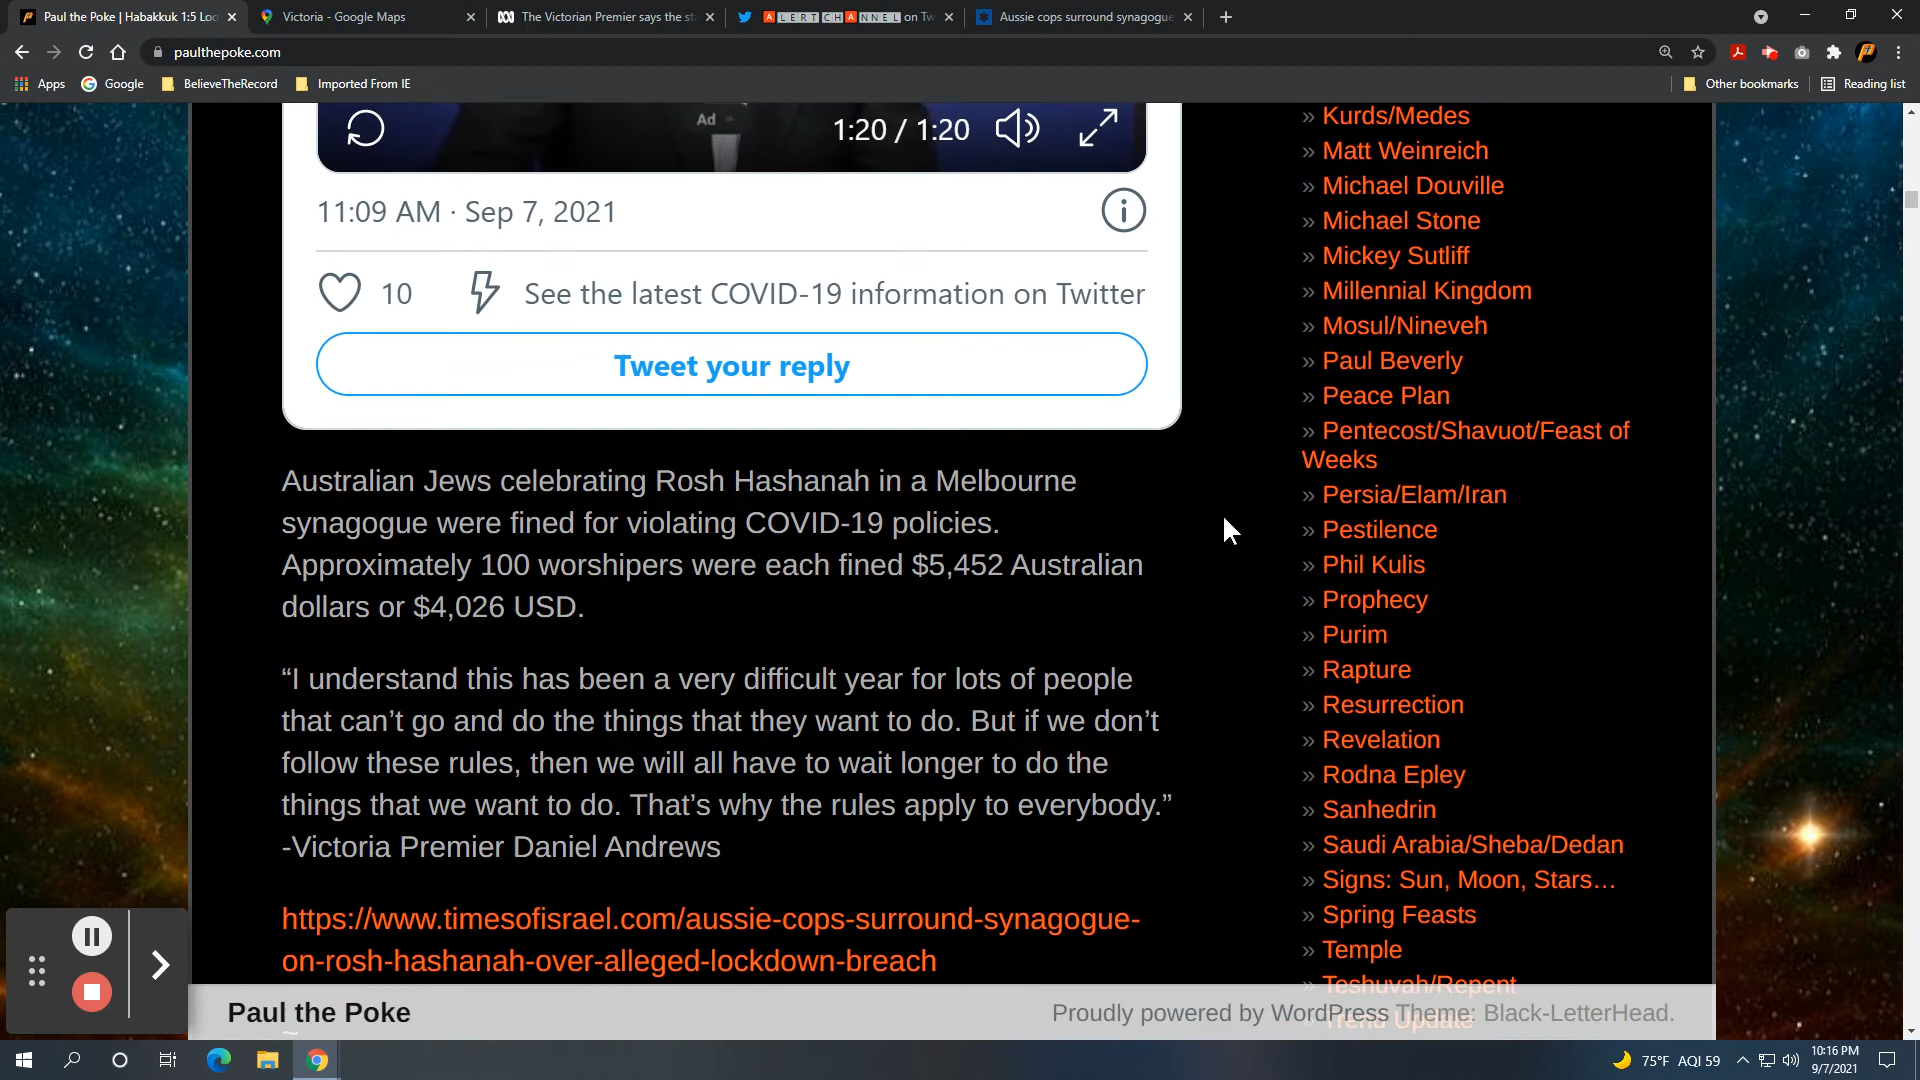 Paul the Poke | Habakkuk 1:5 Loo
Victoria - Google Maps
The Victorian Premier says the st
ALERTCHANNEL on Tw
Aussie cops surround synagogue
paulthepoke.com
Apps
Google
BelieveTheRecord
Imported From IE
Other bookmarks
Reading list
Ad
1:20 / 1:20
11:09 AM · Sep 7, 2021
10
See the latest COVID-19 information on Twitter
Tweet your reply
Australian Jews celebrating Rosh Hashanah in a Melbourne
synagogue were fined for violating COVID-19 policies.
Approximately 100 worshipers were each fined $5,452 Australian
dollars or $4,026 USD.
“I understand this has been a very difficult year for lots of people
that can’t go and do the things that they want to do. But if we don’t
follow these rules, then we will all have to wait longer to do the
things that we want to do. That’s why the rules apply to everybody.”
-Victoria Premier Daniel Andrews
https://www.timesofisrael.com/aussie-cops-surround-synagogue-
on-rosh-hashanah-over-alleged-lockdown-breach
~
» Kurds/Medes
» Matt Weinreich
» Michael Douville
» Michael Stone
» Mickey Sutliff
» Millennial Kingdom
» Mosul/Nineveh
» Paul Beverly
» Peace Plan
» Pentecost/Shavuot/Feast of
Weeks
» Persia/Elam/Iran
» Pestilence
» Phil Kulis
» Prophecy
» Purim
» Rapture
» Resurrection
» Revelation
» Rodna Epley
» Sanhedrin
» Saudi Arabia/Sheba/Dedan
» Signs: Sun, Moon, Stars…
» Spring Feasts
» Temple
» Teshuvah/Repent
» Trend Update
Paul the Poke
Proudly powered by WordPress Theme: Black-LetterHead.
75°F AQI 59
10:16 PM
9/7/2021